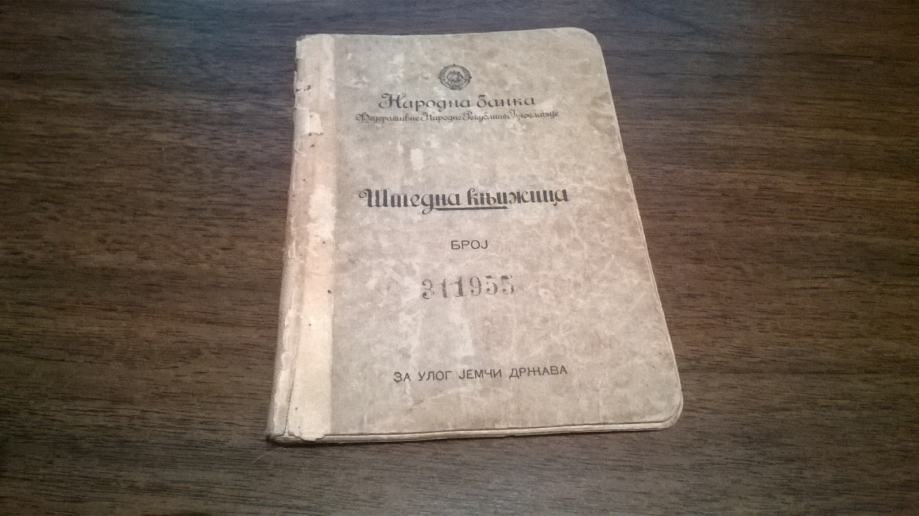 Народна банка
Федеративне Народне Републике Југославије
Штедна књижица
БРОЈ
311955
ЗА УЛОГ ЈЕМЧИ ДРЖАВА